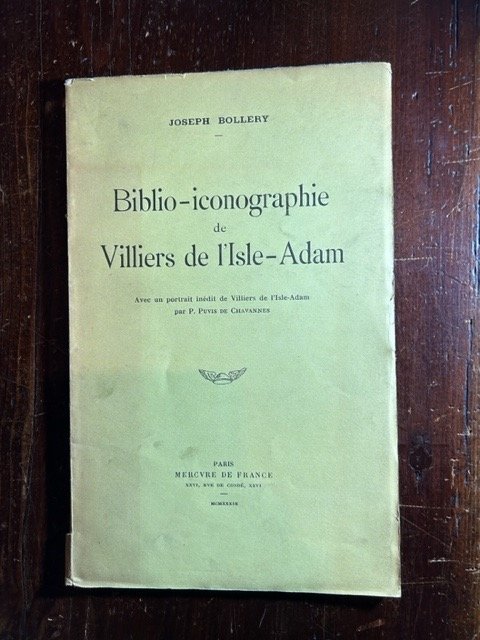 JOSEPH BOLLERY
Biblio-iconographie
de
Villiers de l'Isle-Adam
Avec un portrait inédit de Villiers de l'Isle-Adam
par P. PUVIS DE CHAVANNES
PARIS
MERCVRE DE FRANCE
XXVI, RVE DE CONDÉ, XXVI
MCMXXXIX